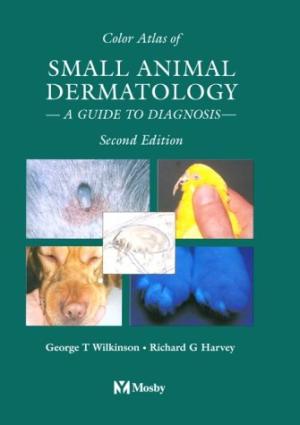 Color Atlas of
SMALL ANIMAL
DERMATOLOGY
— A GUIDE TO DIAGNOSIS—
Second Edition
George T Wilkinson • Richard G Harvey
M Mosby